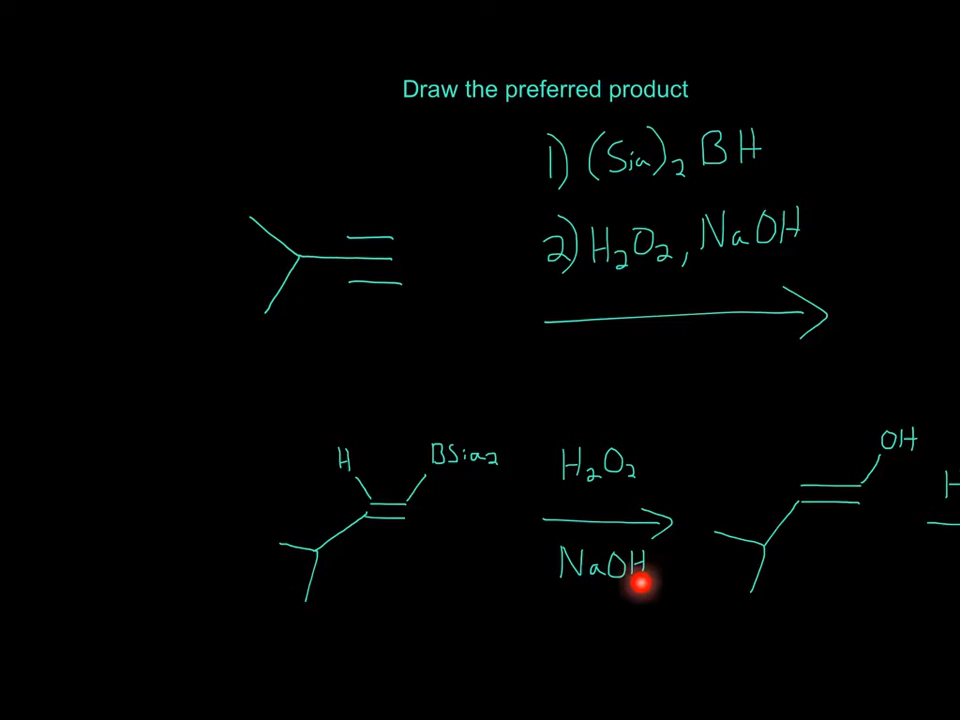 Draw the preferred product
1) (Sia)₂ BH
2) H₂O₂, NaOH
H BSia₂
H₂O₂
NaOH
OH
H